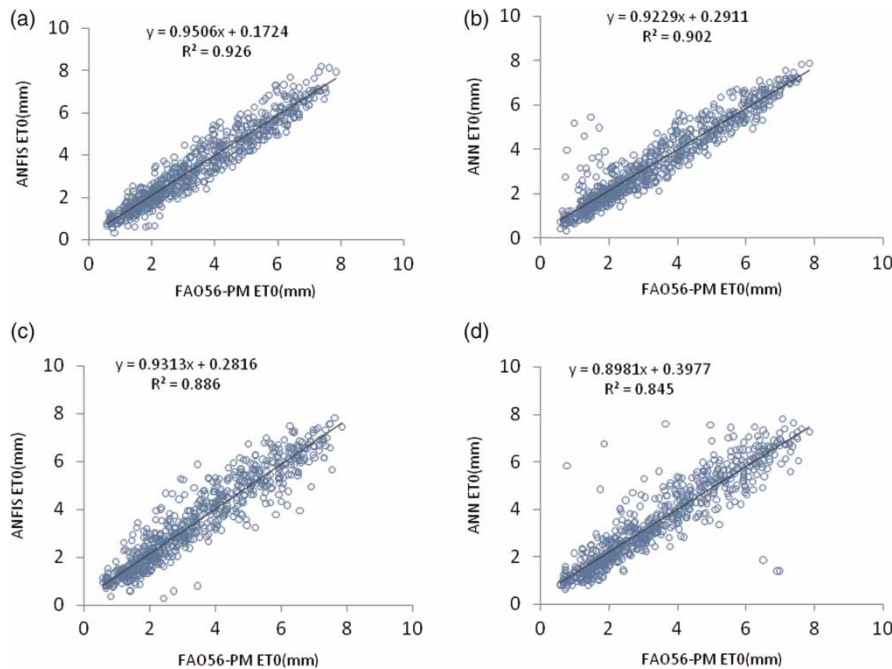 (a)
y = 0.9506x + 0.1724
R² = 0.926
10
8
6
4
2
0
ANFIS ET0(mm)
0 2 4 6 8 10
FAO56-PM ET0(mm)
(b)
y = 0.9229x + 0.2911
R² = 0.902
10
8
6
4
2
0
ANN ET0(mm)
0 2 4 6 8 10
FAO56-PM ET0(mm)
(c)
y = 0.9313x + 0.2816
R² = 0.886
10
8
6
4
2
0
ANFIS ET0(mm)
0 2 4 6 8 10
FAO56-PM ET0(mm)
(d)
y = 0.8981x + 0.3977
R² = 0.845
10
8
6
4
2
0
ANN ET0(mm)
0 2 4 6 8 10
FAO56-PM ET0(mm)